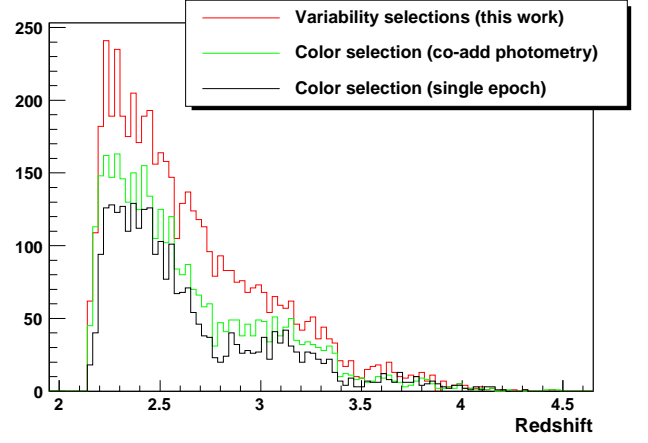 Variability selections (this work)
Color selection (co-add photometry)
Color selection (single epoch)
250
200
150
100
50
0
2 2.5 3 3.5 4 4.5
Redshift